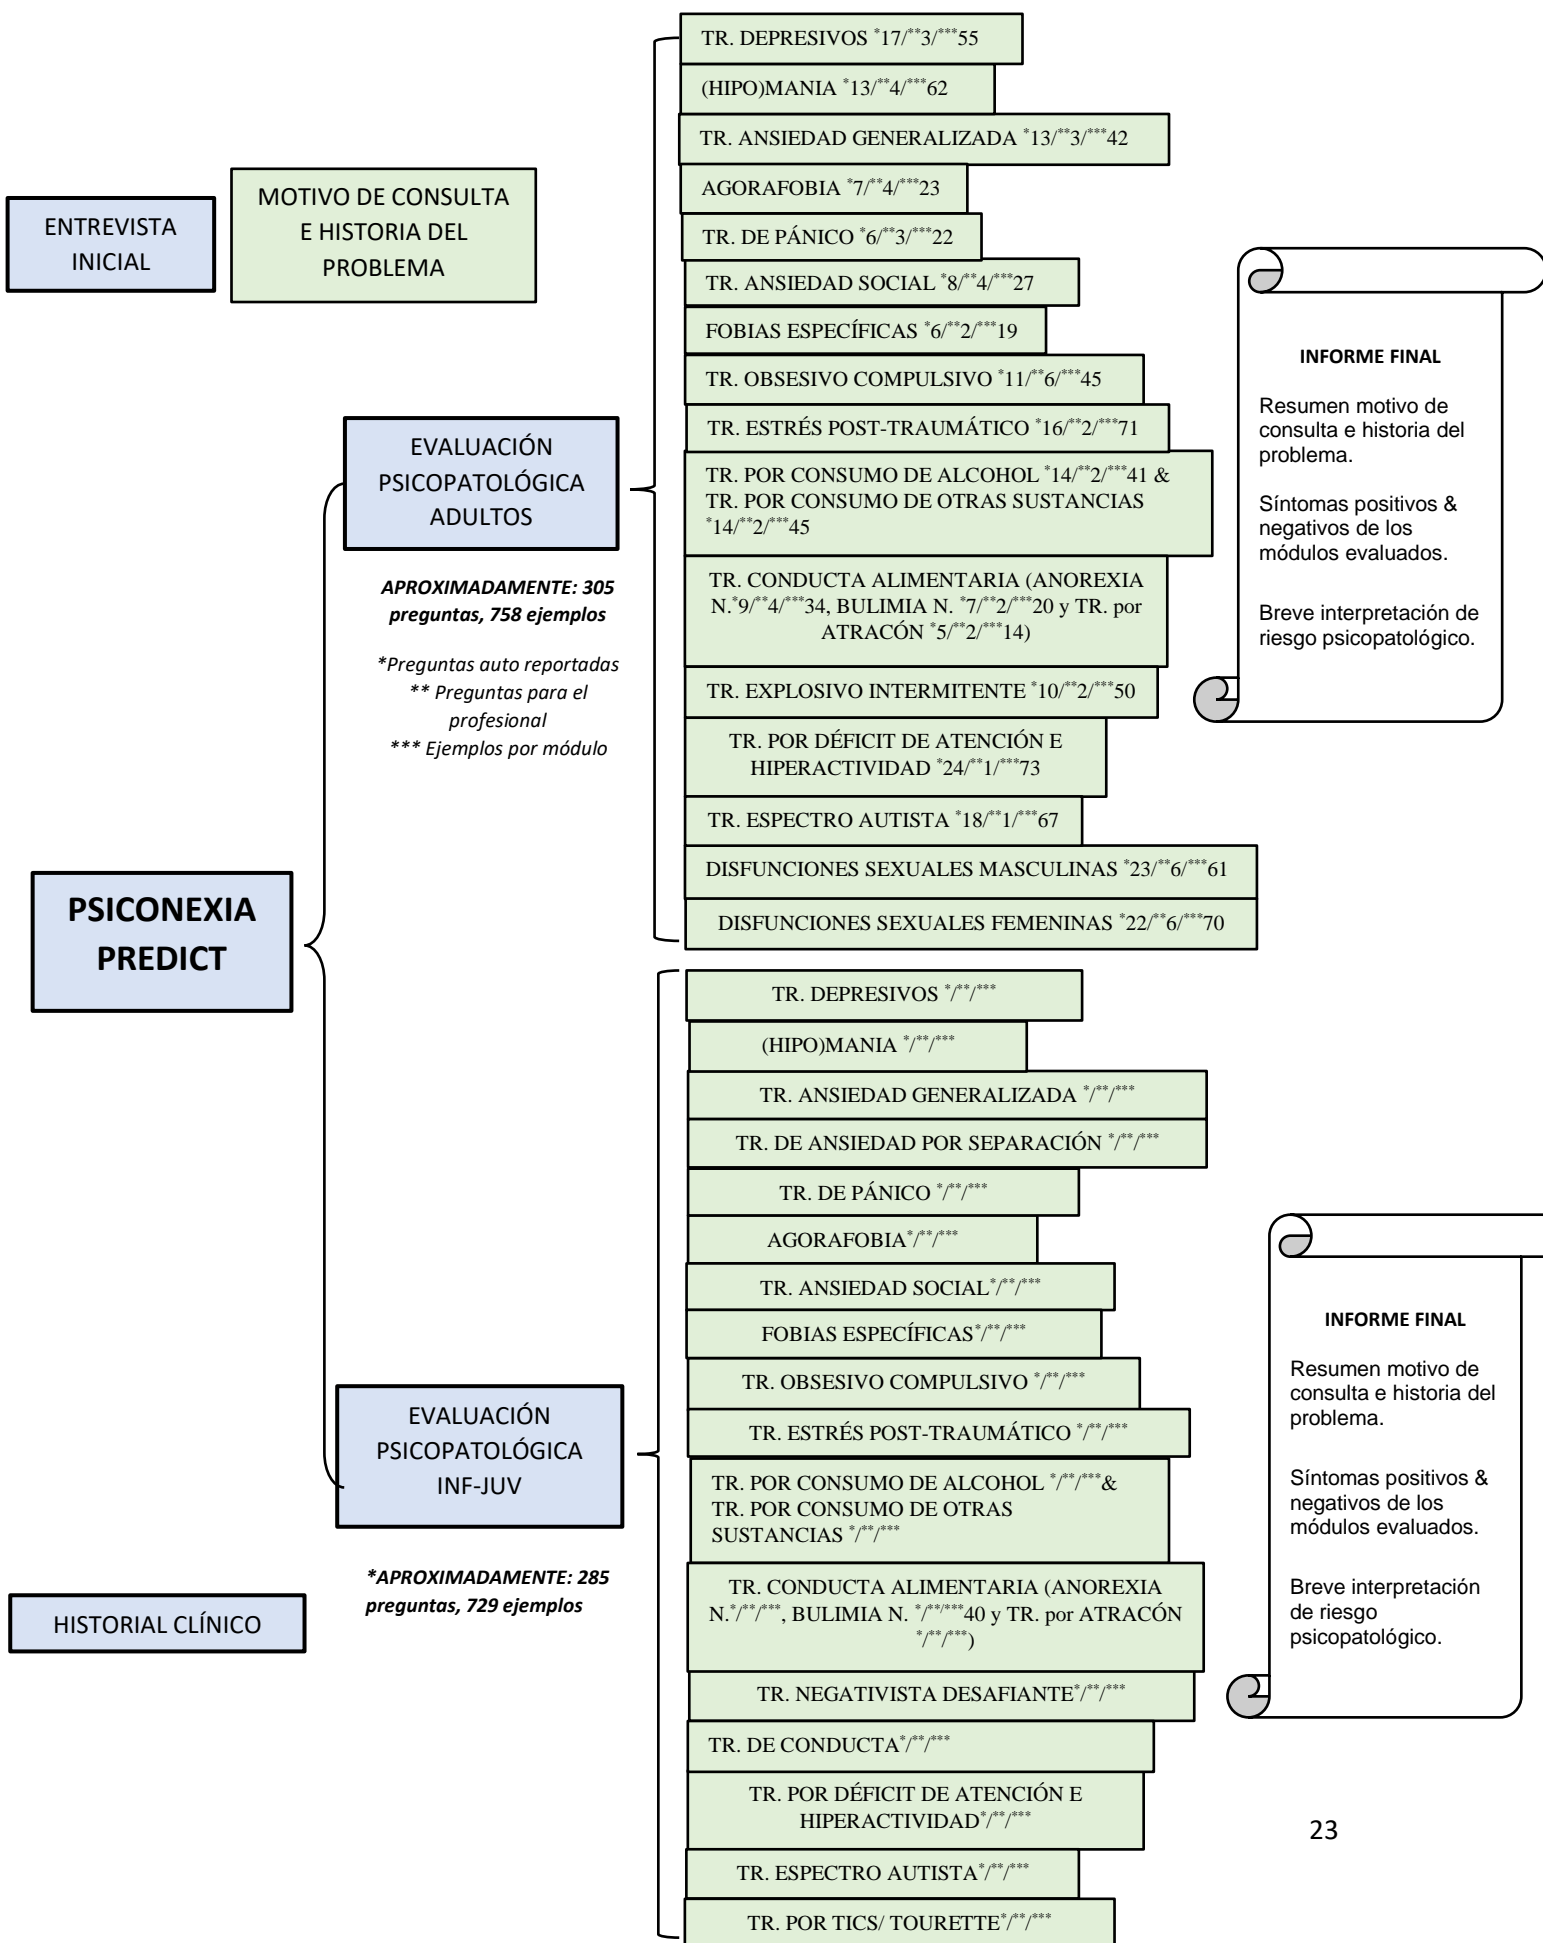 ENTREVISTA
INICIAL
MOTIVO DE CONSULTA
E HISTORIA DEL
PROBLEMA
PSICONEXIA
PREDICT
HISTORIAL CLÍNICO
EVALUACIÓN
PSICOPATOLÓGICA
ADULTOS
APROXIMADAMENTE: 305
preguntas, 758 ejemplos
*Preguntas auto reportadas
** Preguntas para el
profesional
*** Ejemplos por módulo
TR. DEPRESIVOS *17/**3/***55
(HIPO)MANIA *13/**4/***62
TR. ANSIEDAD GENERALIZADA *13/**3/***42
AGORAFOBIA *7/**4/***23
TR. DE PÁNICO *6/**3/***22
TR. ANSIEDAD SOCIAL *8/**4/***27
FOBIAS ESPECÍFICAS *6/**2/***19
TR. OBSESIVO COMPULSIVO *11/**6/***45
TR. ESTRÉS POST-TRAUMÁTICO *16/**2/***71
TR. POR CONSUMO DE ALCOHOL *14/**2/***41 &
TR. POR CONSUMO DE OTRAS SUSTANCIAS
*14/**2/***45
TR. CONDUCTA ALIMENTARIA (ANOREXIA
N.*9/**4/***34, BULIMIA N. *7/**2/***20 y TR. por
ATRACÓN *5/**2/***14)
TR. EXPLOSIVO INTERMITENTE *10/**2/***50
TR. POR DÉFICIT DE ATENCIÓN E
HIPERACTIVIDAD *24/**1/***73
TR. ESPECTRO AUTISTA *18/**1/***67
DISFUNCIONES SEXUALES MASCULINAS *23/**6/***61
DISFUNCIONES SEXUALES FEMENINAS *22/**6/***70
INFORME FINAL
Resumen motivo de
consulta e historia del
problema.
Síntomas positivos &
negativos de los
módulos evaluados.
Breve interpretación de
riesgo psicopatológico.
EVALUACIÓN
PSICOPATOLÓGICA
INF-JUV
*APROXIMADAMENTE: 285
preguntas, 729 ejemplos
TR. DEPRESIVOS */**/***
(HIPO)MANIA */**/***
TR. ANSIEDAD GENERALIZADA */**/***
TR. DE ANSIEDAD POR SEPARACIÓN */**/***
TR. DE PÁNICO */**/***
AGORAFOBIA*/**/***
TR. ANSIEDAD SOCIAL*/**/***
FOBIAS ESPECÍFICAS*/**/***
TR. OBSESIVO COMPULSIVO */**/***
TR. ESTRÉS POST-TRAUMÁTICO */**/***
TR. POR CONSUMO DE ALCOHOL */**/***&
TR. POR CONSUMO DE OTRAS
SUSTANCIAS */**/***
TR. CONDUCTA ALIMENTARIA (ANOREXIA
N.*/**/***, BULIMIA N. */**/***40 y TR. por ATRACÓN
*/**/***)
TR. NEGATIVISTA DESAFIANTE*/**/***
TR. DE CONDUCTA*/**/***
TR. POR DÉFICIT DE ATENCIÓN E
HIPERACTIVIDAD*/**/***
TR. ESPECTRO AUTISTA*/**/***
TR. POR TICS/ TOURETTE*/**/***
INFORME FINAL
Resumen motivo de
consulta e historia del
problema.
Síntomas positivos &
negativos de los
módulos evaluados.
Breve interpretación
de riesgo
psicopatológico.
23